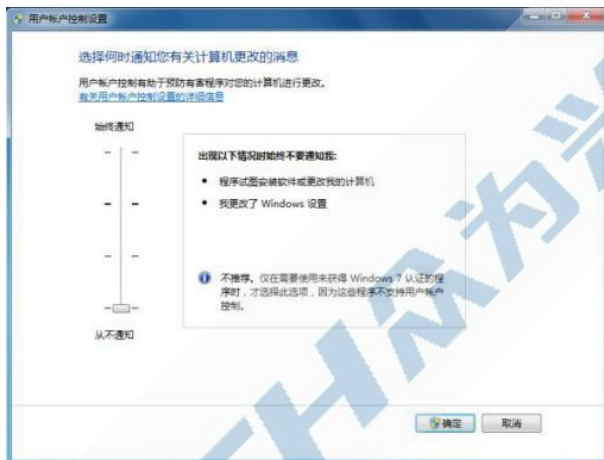 用户帐户控制设置
选择何时通知您有关计算机更改的消息
用户帐户控制有助于预防有害程序对您的计算机进行更改。
有关用户帐户控制设置的详细信息
始终通知
出现以下情况时始终不要通知我:
• 程序试图安装软件或更改我的计算机
• 我更改了 Windows 设置
不推荐。仅在需要使用未获得 Windows 7 认证的程
序时，才选择此选项，因为这些程序不支持用户帐户
控制。
从不通知
确定
取消
THM为